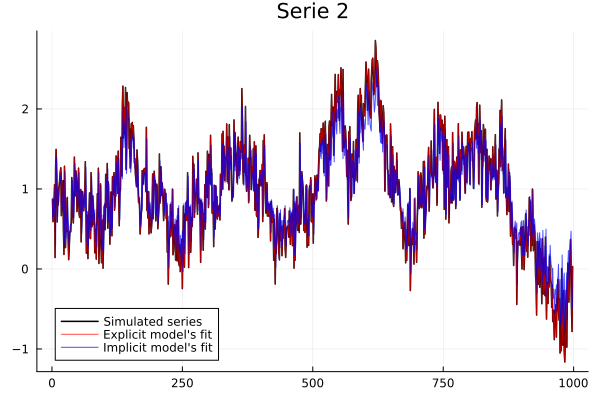 Serie 2
2
1
0
−1
Simulated series
Explicit model's fit
Implicit model's fit
0 250 500 750 1000